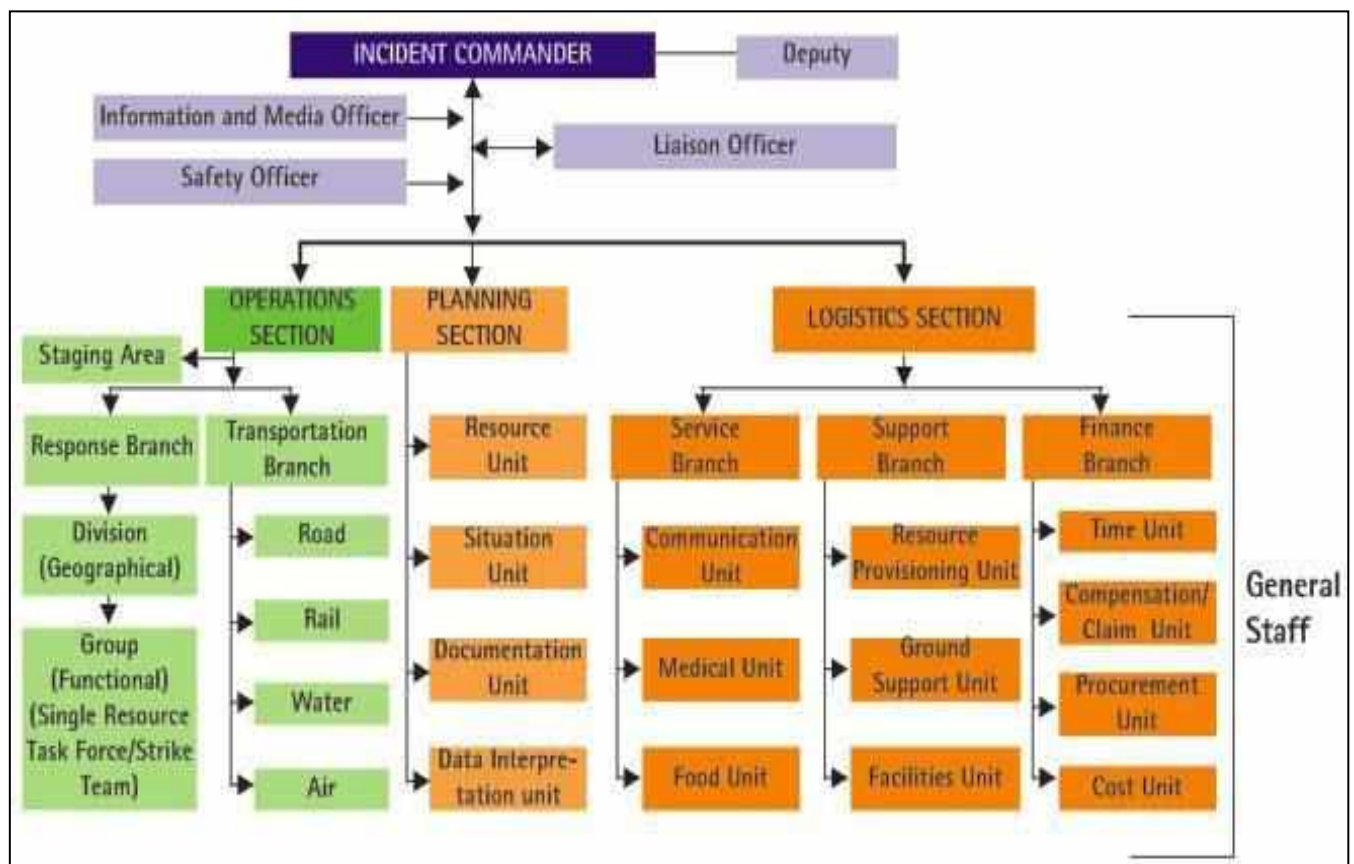 INCIDENT COMMANDER
Deputy
Information and Media Officer
Liaison Officer
Safety Officer
OPERATIONS
SECTION
PLANNING
SECTION
LOGISTICS SECTION
Staging Area
Response Branch
Transportation
Branch
Division
(Geographical)
Group
(Functional)
(Single Resource
Task Force/Strike
Team)
Road
Rail
Water
Air
Resource
Unit
Situation
Unit
Documentation
Unit
Data Interpre-
tation unit
Service
Branch
Communication
Unit
Medical Unit
Food Unit
Support
Branch
Resource
Provisioning Unit
Ground
Support Unit
Facilities Unit
Finance
Branch
Time Unit
Compensation/
Claim Unit
Procurement
Unit
Cost Unit
General
Staff